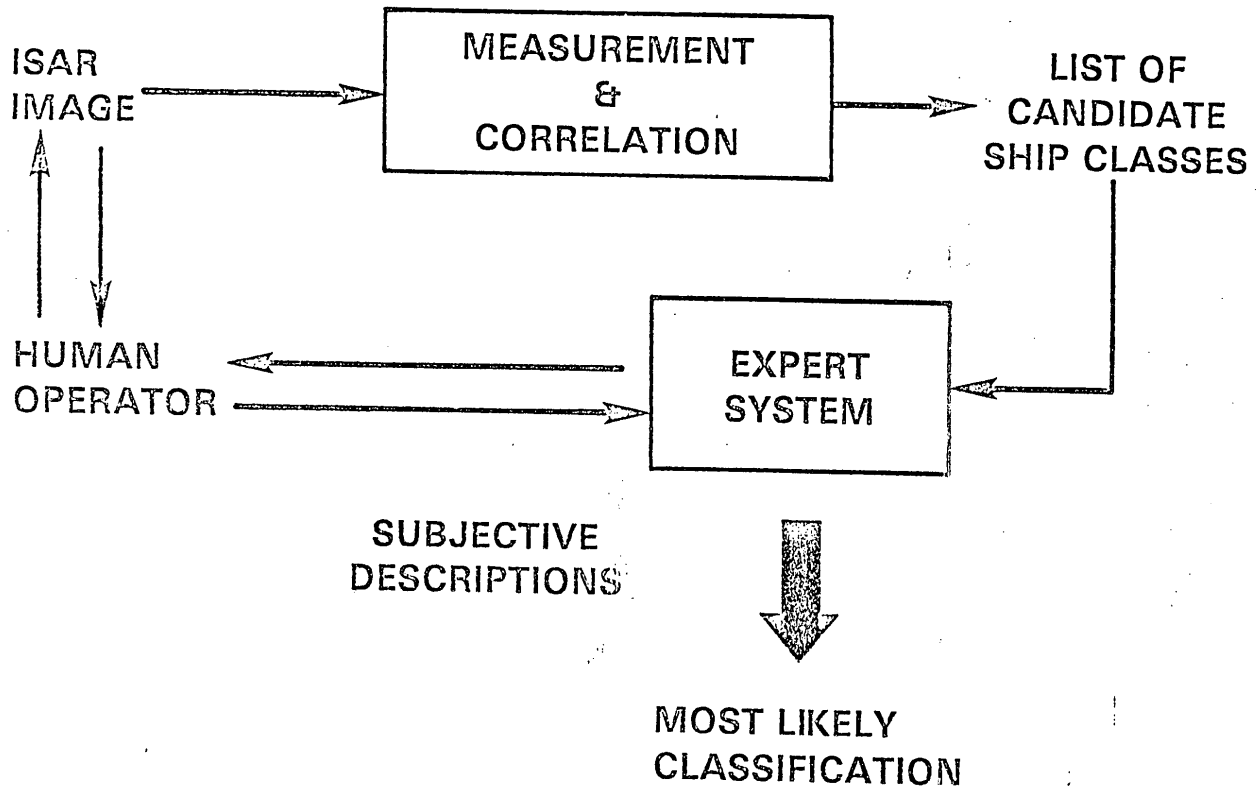 ISAR
IMAGE
MEASUREMENT
&
CORRELATION
LIST OF
CANDIDATE
SHIP CLASSES
HUMAN
OPERATOR
EXPERT
SYSTEM
SUBJECTIVE
DESCRIPTIONS
MOST LIKELY
CLASSIFICATION